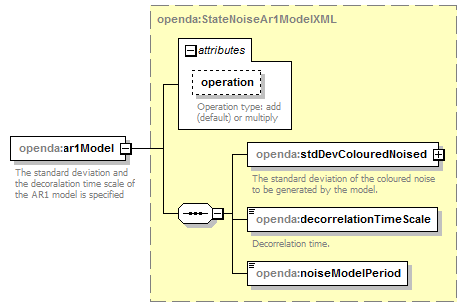 openda:StateNoiseAr1ModelXML
attributes
operation
Operation type: add
(default) or multiply
openda:ar1Model
The standard deviation and
the decoralation time scale of
the AR1 model is specified
openda:stdDevColouredNoised
The standard deviation of the coloured noise
to be generated by the model.
openda:decorrelationTimeScale
Decorrelation time.
openda:noiseModelPeriod